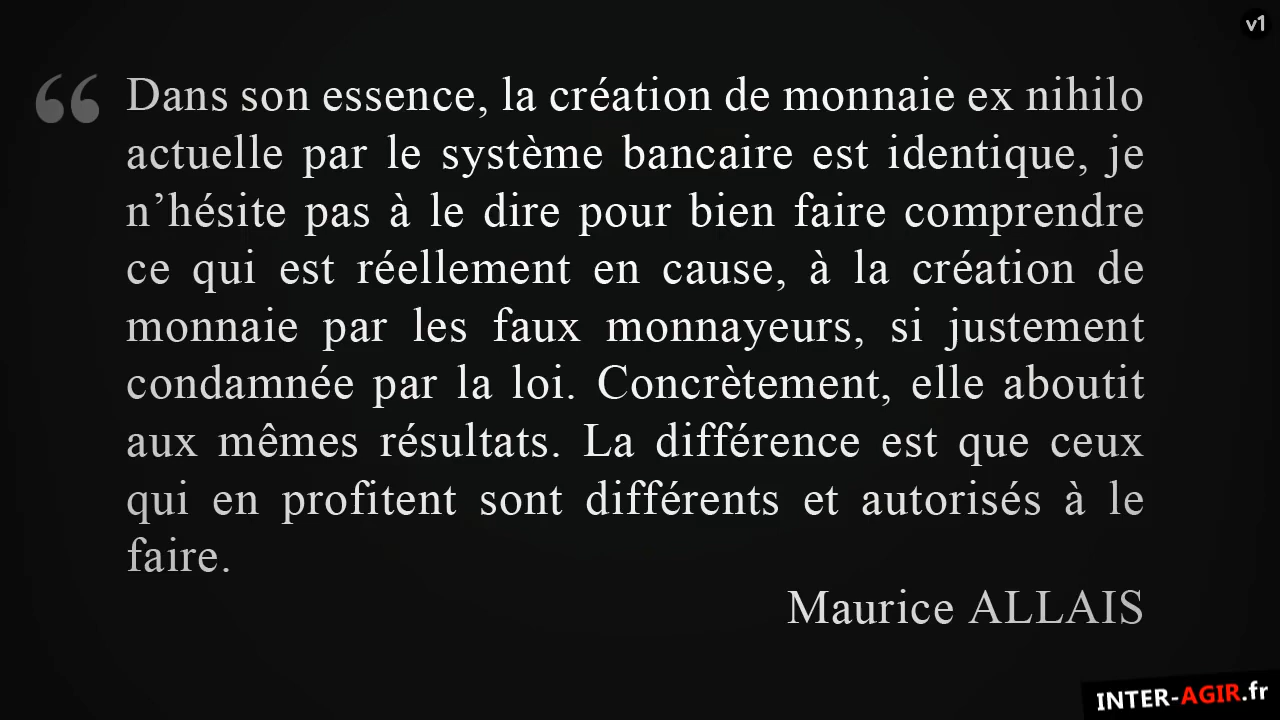 v1
“
Dans son essence, la création de monnaie ex nihilo
actuelle par le système bancaire est identique, je
n’hésite pas à le dire pour bien faire comprendre
ce qui est réellement en cause, à la création de
monnaie par les faux monnayeurs, si justement
condamnée par la loi. Concrètement, elle aboutit
aux mêmes résultats. La différence est que ceux
qui en profitent sont différents et autorisés à le
faire.
Maurice ALLAIS
INTER-AGIR.fr